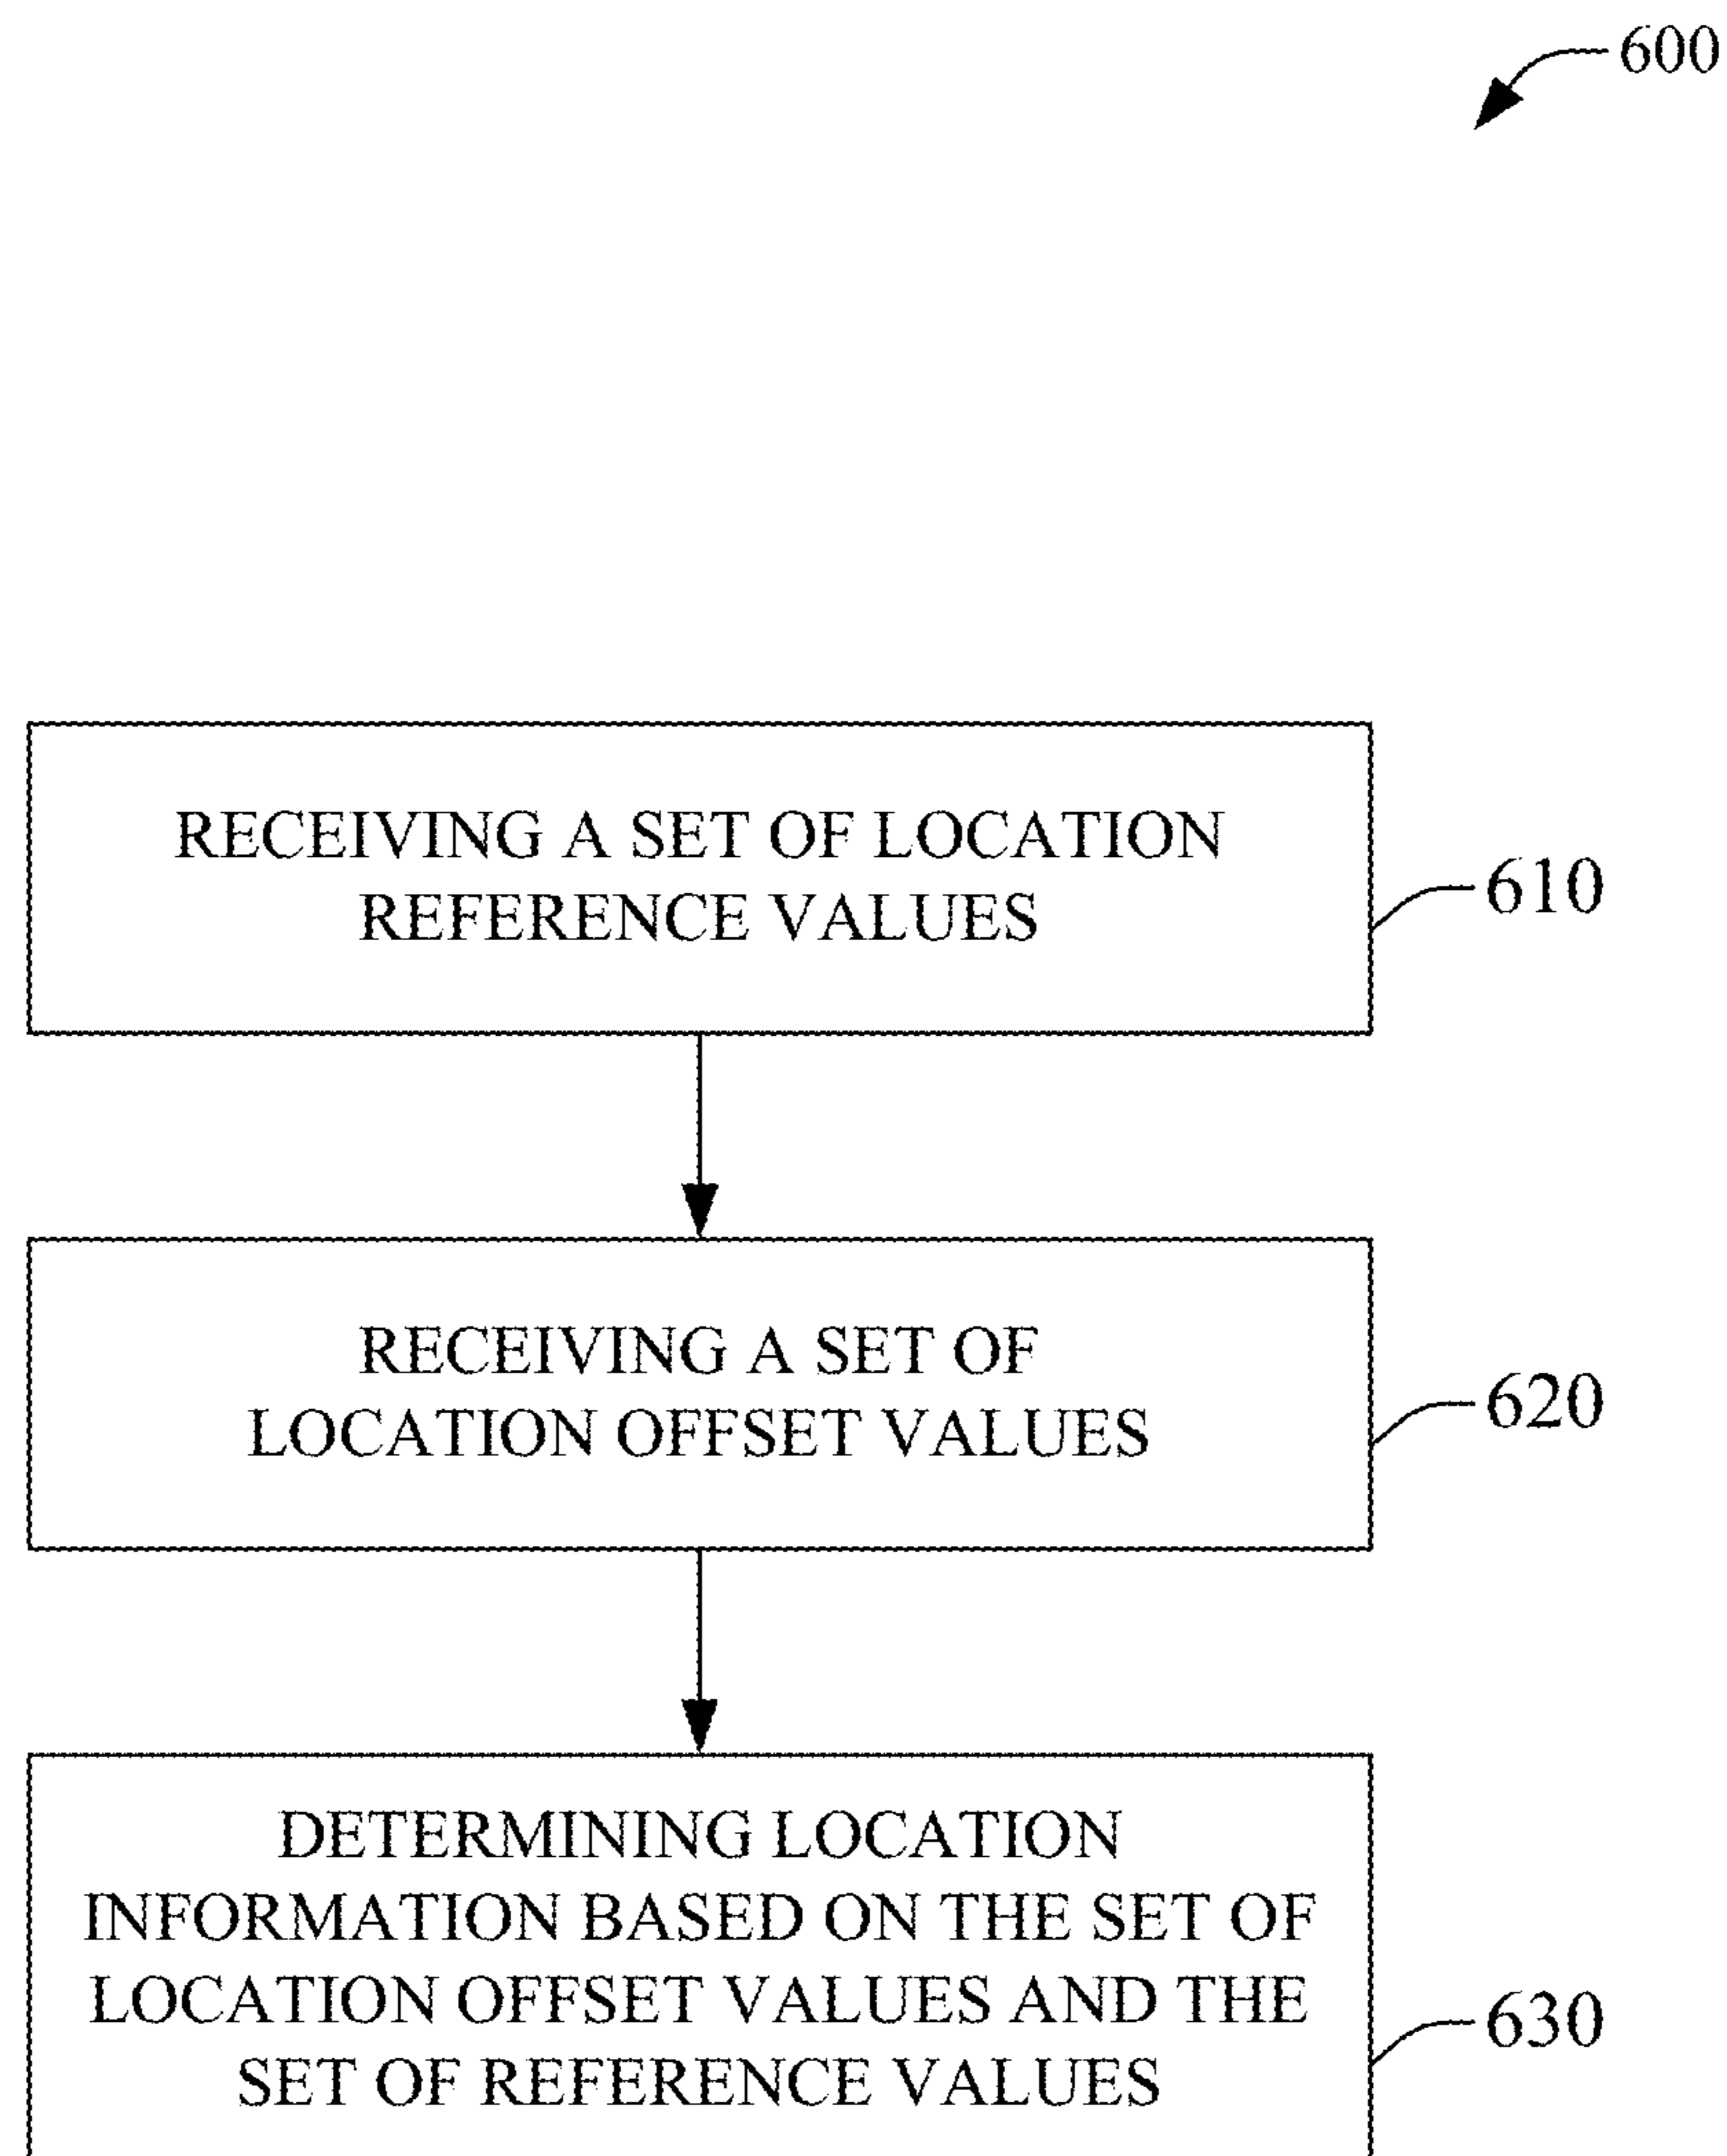 600
RECEIVING A SET OF LOCATION
REFERENCE VALUES
610
RECEIVING A SET OF
LOCATION OFFSET VALUES
620
DETERMINING LOCATION
INFORMATION BASED ON THE SET OF
LOCATION OFFSET VALUES AND THE
SET OF REFERENCE VALUES
630